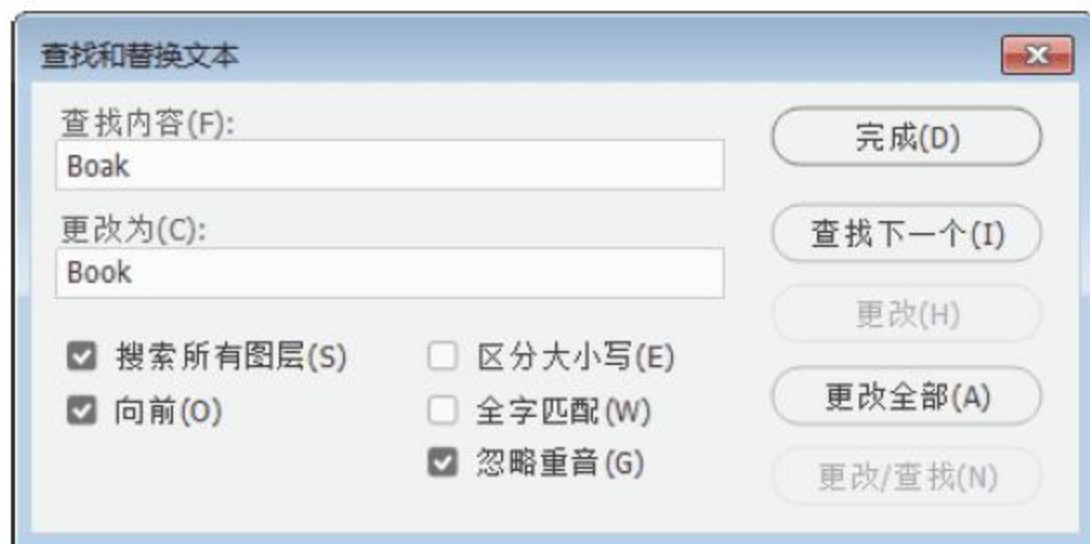 查找和替换文本
查找内容(F):
Boak
更改为(C):
Book
搜索所有图层(S)
向前(O)
区分大小写(E)
全字匹配(W)
忽略重音(G)
完成(D)
查找下一个(I)
更改(H)
更改全部(A)
更改/查找(N)